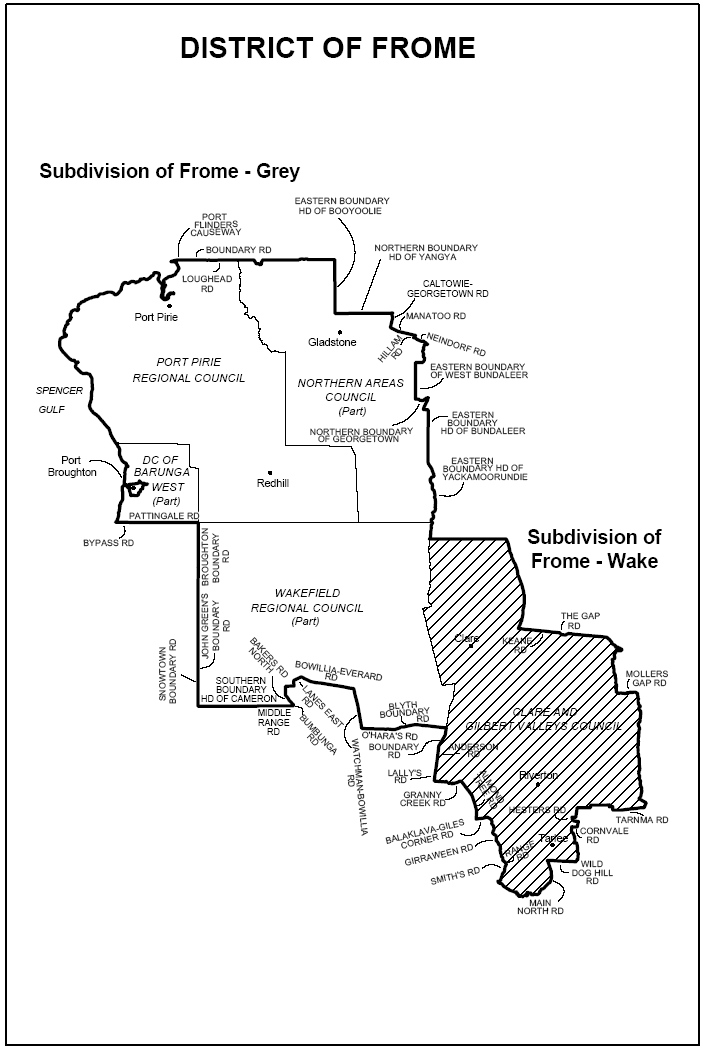 DISTRICT OF FROME
Subdivision of Frome - Grey
EASTERN BOUNDARY
HD OF BOOYOOLIE
PORT
FLINDERS
CAUSEWAY
BOUNDARY RD
NORTHERN BOUNDARY
HD OF YANGYA
LOUGHEAD
RD
CALTOWIE-
GEORGETOWN RD
Port Pirie
MANATOO RD
Gladstone
HILLAM
RD
NEINDORF RD
PORT PIRIE
REGIONAL COUNCIL
EASTERN BOUNDARY
OF WEST BUNDALEER
NORTHERN AREAS
COUNCIL
(Part)
SPENCER
GULF
EASTERN
BOUNDARY
HD OF BUNDALEER
NORTHERN BOUNDARY
OF GEORGETOWN
Port
Broughton
DC OF
BARUNGA
WEST
(Part)
EASTERN
BOUNDARY HD OF
YACKAMOORUNDIE
Redhill
PATTINGALE RD
BYPASS RD
Subdivision of
Frome - Wake
BROUGHTON
BOUNDARY
RD
WAKEFIELD
REGIONAL COUNCIL
(Part)
JOHN GREEN'S
BOUNDARY
RD
THE GAP
RD
Clare
KEANE
RD
SNOWTOWN
BOUNDARY RD
BAKERS RD
NORTH
BOWILLIA-EVERARD
RD
MOLLERS
GAP RD
SOUTHERN
BOUNDARY
HD OF CAMERON
LANES EAST
RD
BLYTH
BOUNDARY
RD
MIDDLE
RANGE
RD
BUMBUNGA
RD
CLARE AND
GILBERT VALLEYS COUNCIL
O'HARA'S RD
BOUNDARY
RD
ANDERSON
RD
WATCHMAN-BOWILLIA
RD
LALLY'S
RD
ALMOND
TREE RD
Riverton
GRANNY
CREEK RD
HESTERS RD
TARNMA RD
BALAKLAVA-GILES
CORNER RD
CORNVALE
RD
Tarlee
GIRRAWEEN RD
RANGE
RD
SMITH'S RD
WILD
DOG HILL
RD
MAIN
NORTH RD